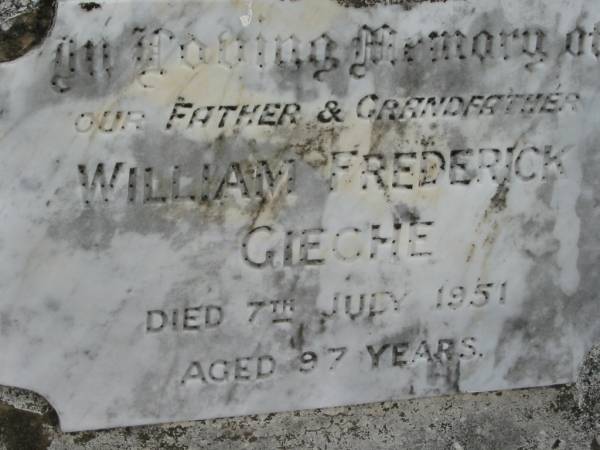 In Loving Memory of
OUR FATHER & GRANDFATHER
WILLIAM FREDERICK
GIECHE
DIED 7TH JULY 1951
AGED 97 YEARS.